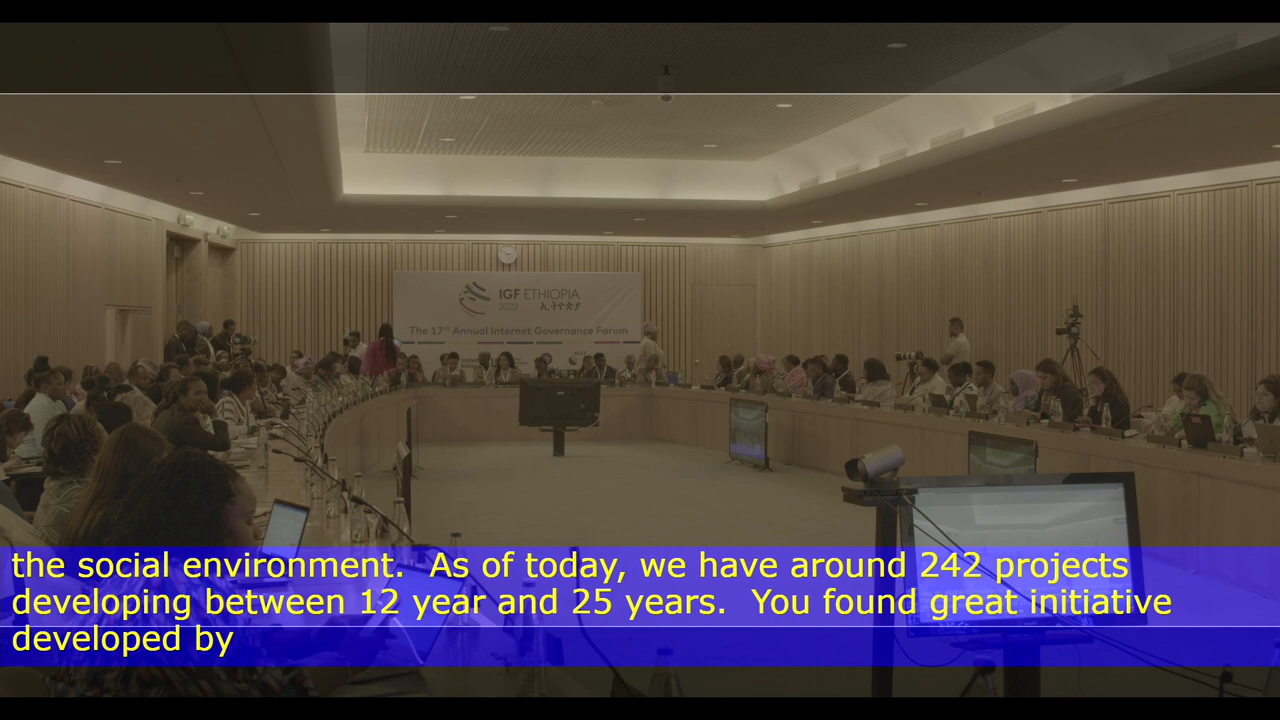 IGF ETHIOPIA
2022 ኢትዮጵያ
The 17th Annual Internet Governance Forum
the social environment.  As of today, we have around 242 projects
developing between 12 year and 25 years.  You found great initiative
developed by